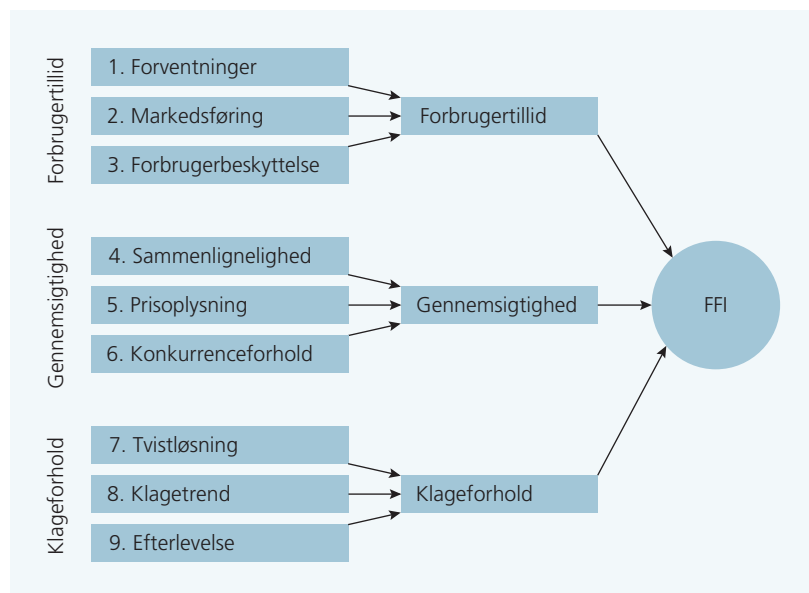 Forbrugertillid
1. Forventninger
2. Markedsføring
3. Forbrugerbeskyttelse
Forbrugertillid
Gennemsigtighed
4. Sammenlignelighed
5. Prisoplysning
6. Konkurrenceforhold
Gennemsigtighed
FFI
Klageforhold
7. Tvistløsning
8. Klagetrend
9. Efterlevelse
Klageforhold